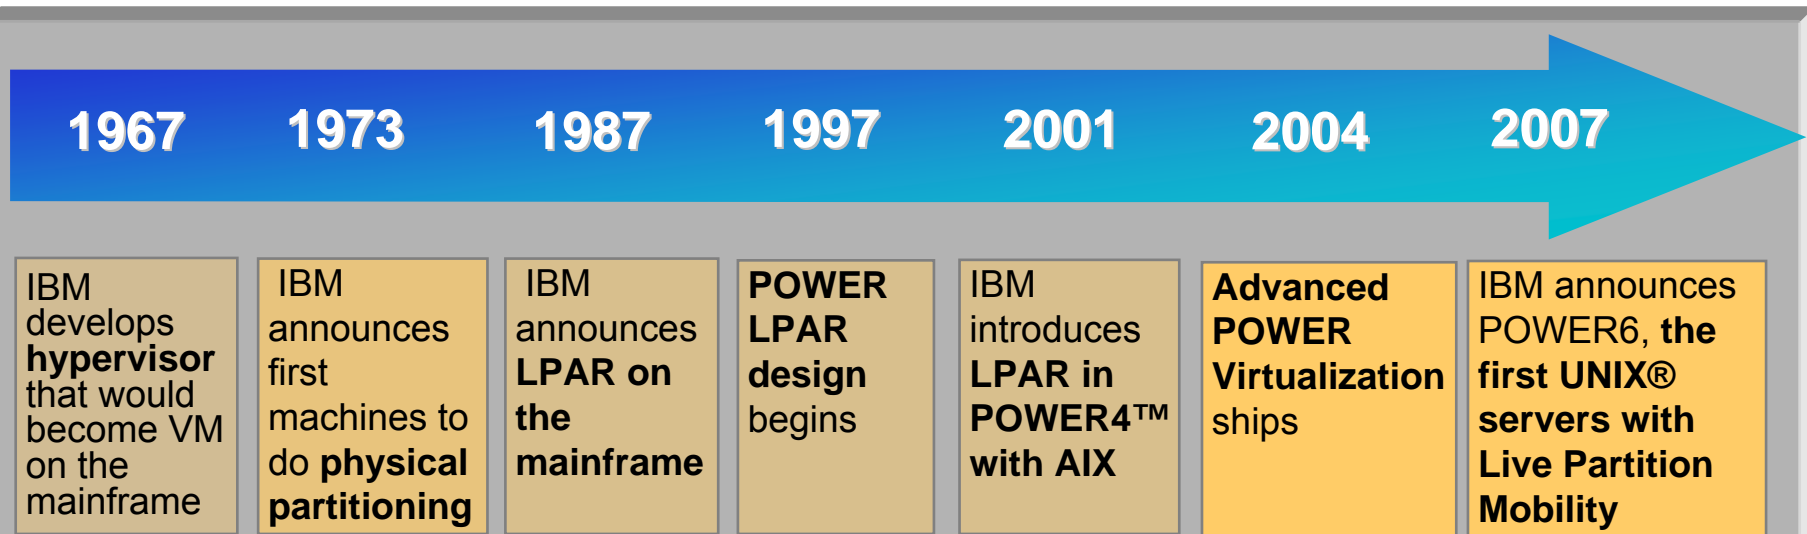 1967 1973 1987 1997 2001 2004 2007
IBM
develops
hypervisor
that would
become VM
on the
mainframe
IBM
announces
first
machines to
do physical
partitioning
IBM
announces
LPAR on
the
mainframe
POWER
LPAR
design
begins
IBM
introduces
LPAR in
POWER4™
with AIX
Advanced
POWER
Virtualization
ships
IBM announces
POWER6, the
first UNIX®
servers with
Live Partition
Mobility